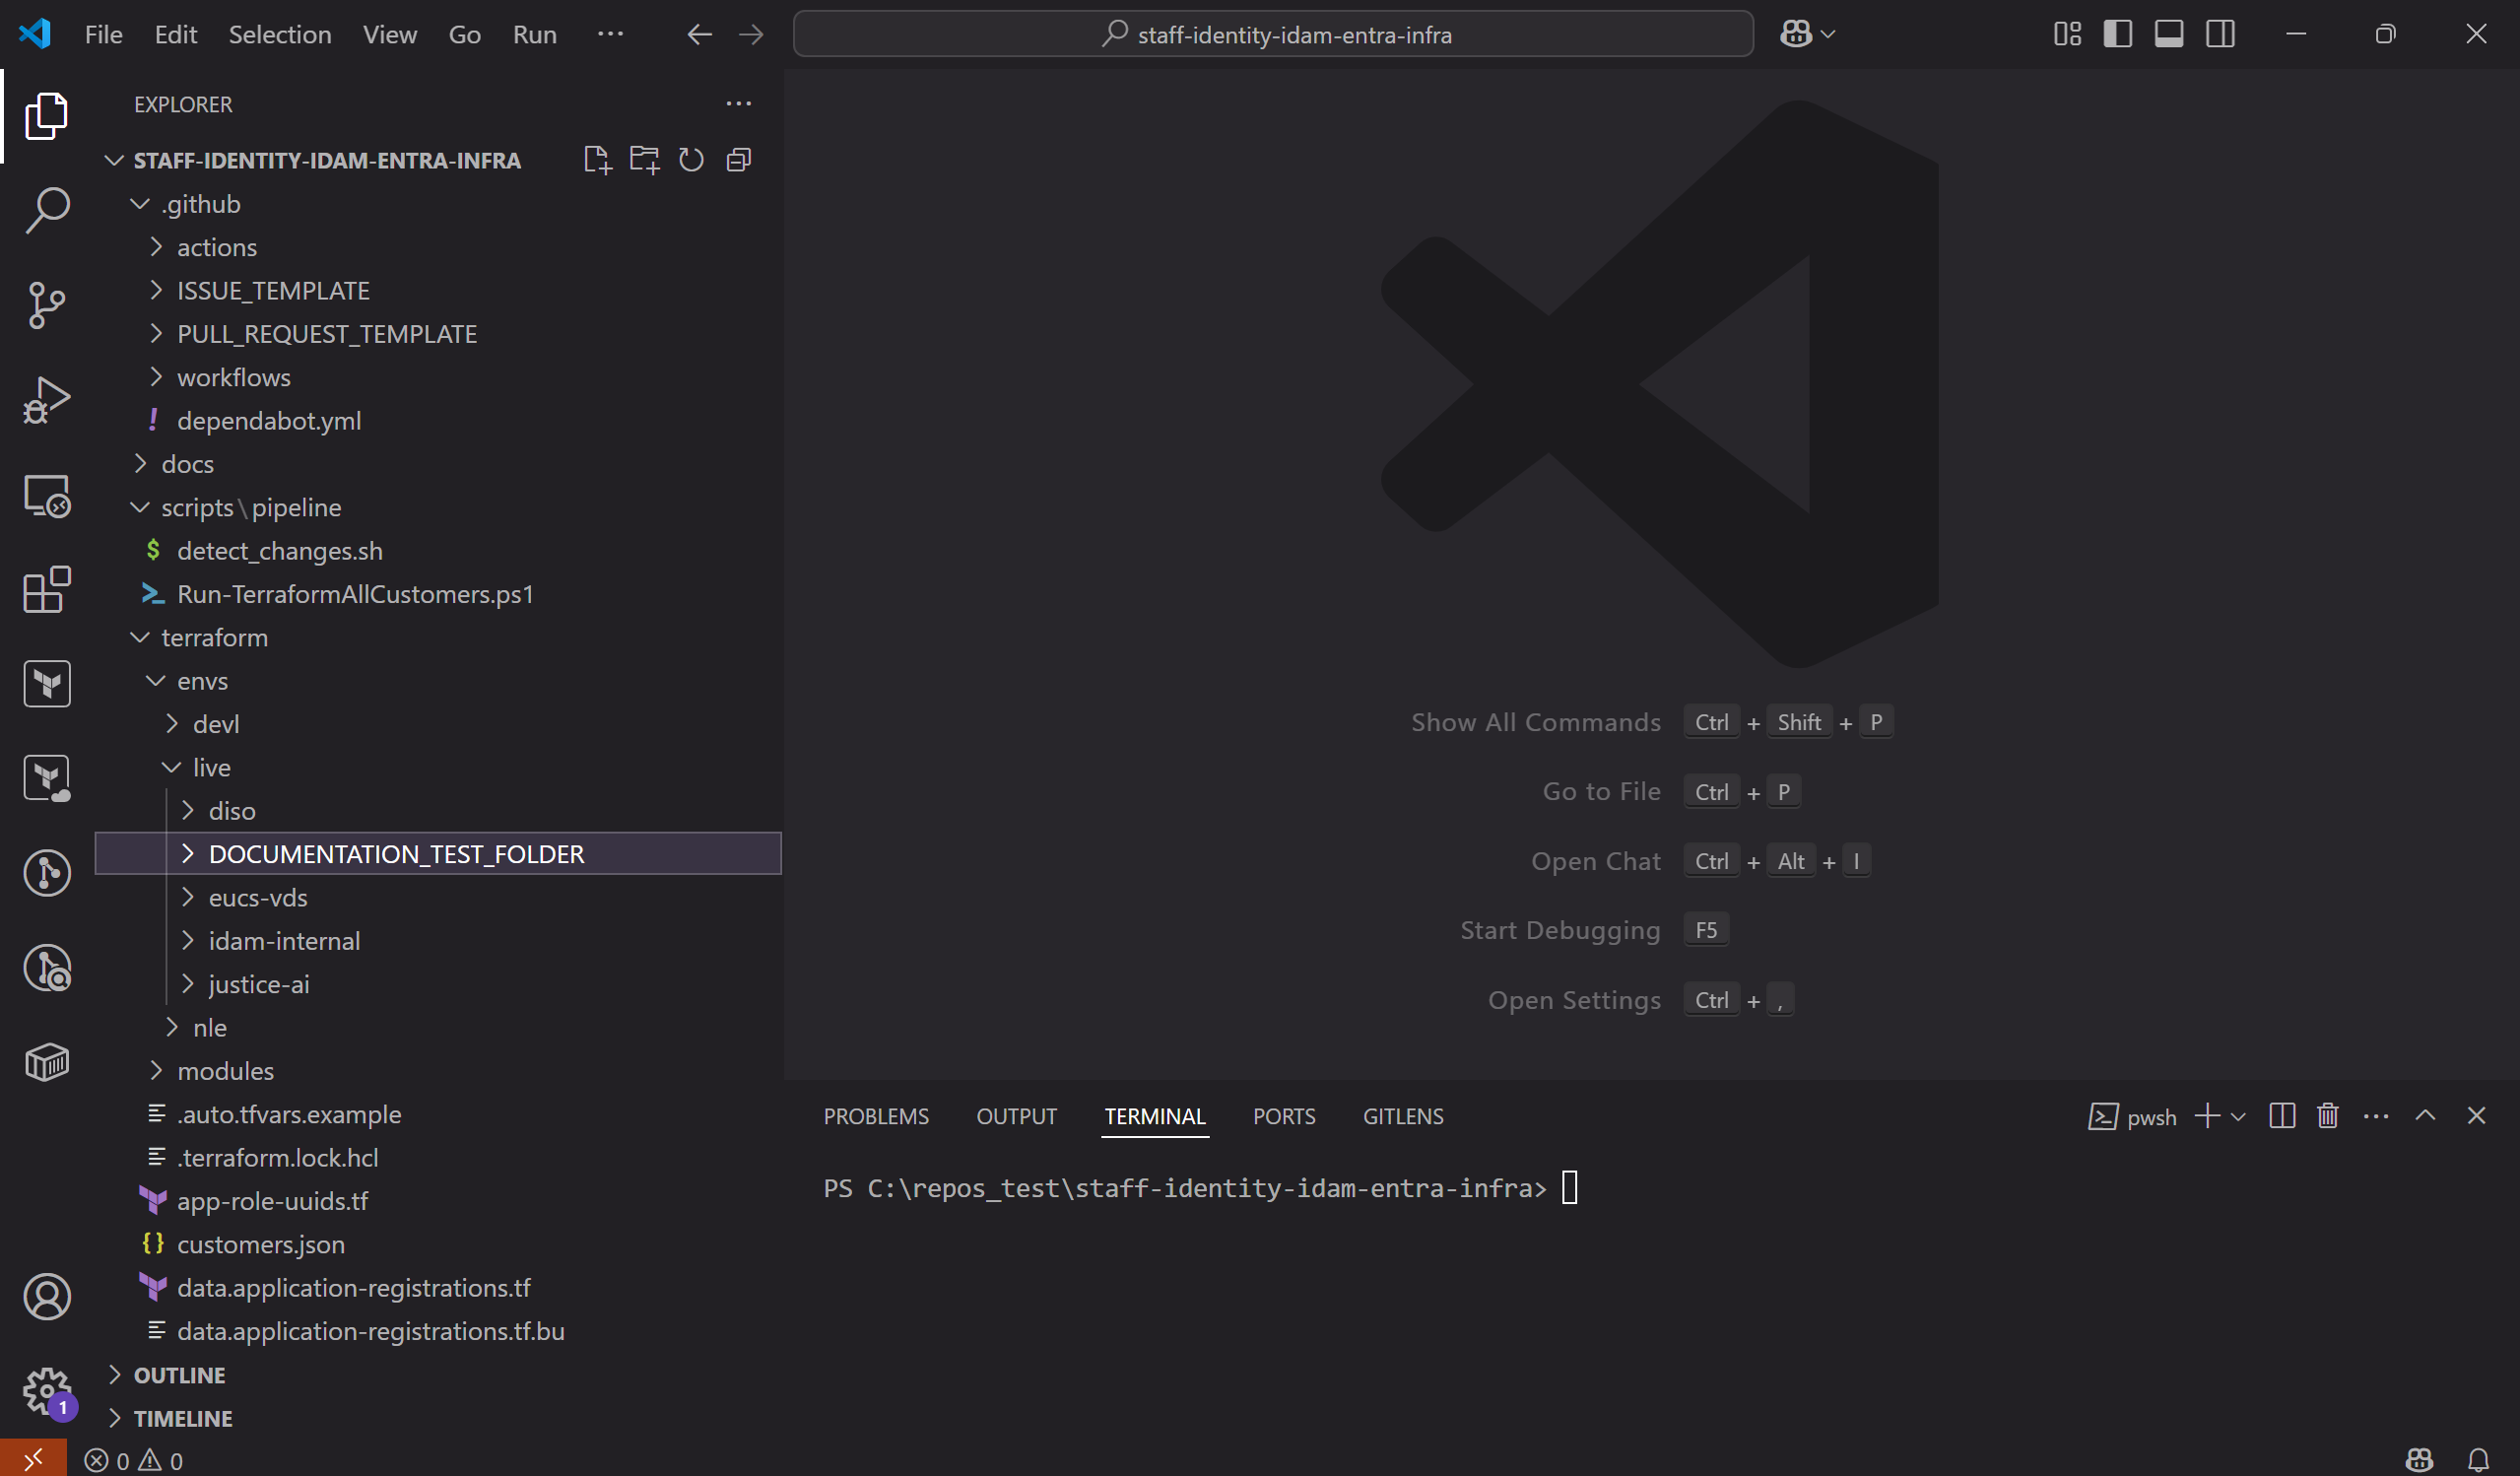 File Edit Selection View Go Run ··· staff-identity-idam-entra-infra
EXPLORER
STAFF-IDENTITY-IDAM-ENTRA-INFRA
.github
actions
ISSUE_TEMPLATE
PULL_REQUEST_TEMPLATE
workflows
! dependabot.yml
docs
scripts\pipeline
$ detect_changes.sh
Run-TerraformAllCustomers.ps1
terraform
envs
devl
live
diso
DOCUMENTATION_TEST_FOLDER
eucs-vds
idam-internal
justice-ai
nle
modules
.auto.tfvars.example
.terraform.lock.hcl
app-role-uuids.tf
{} customers.json
data.application-registrations.tf
data.application-registrations.tf.bu
OUTLINE
TIMELINE
1
0 0
Show All Commands Ctrl + Shift + P
Go to File Ctrl + P
Open Chat Ctrl + Alt + I
Start Debugging F5
Open Settings Ctrl + ,
PROBLEMS OUTPUT TERMINAL PORTS GITLENS pwsh
PS C:\repos_test\staff-identity-idam-entra-infra>